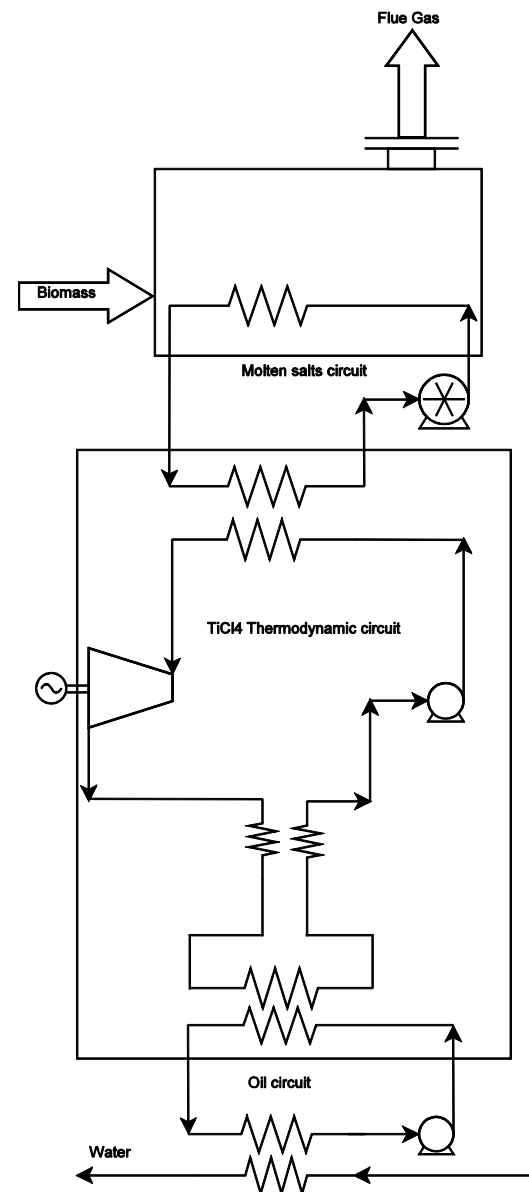 Flue Gas
Biomass
Molten salts circuit
TiCl4 Thermodynamic circuit
Oil circuit
Water